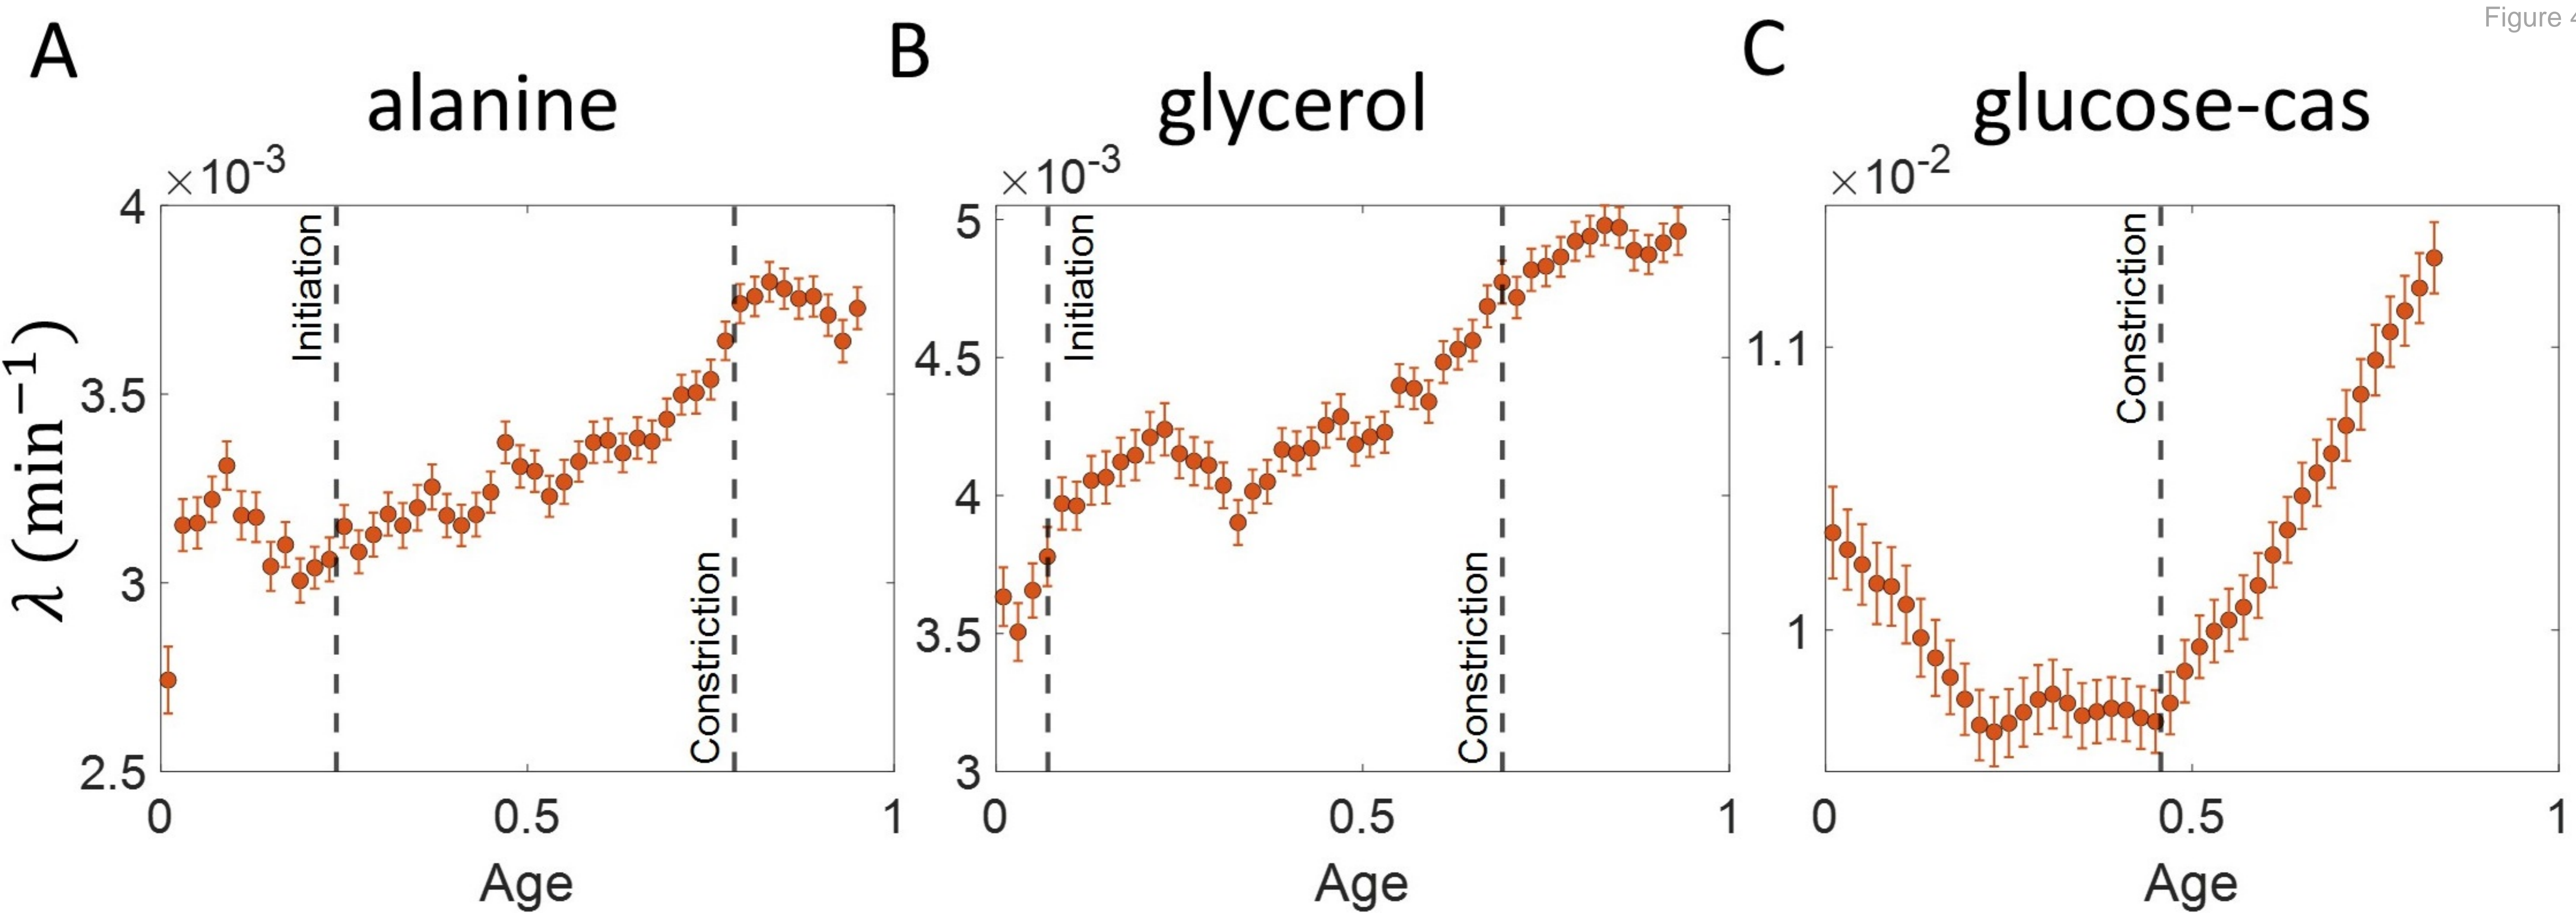 Figure 4
A
alanine
B
glycerol
C
glucose-cas
×10-3
4
3.5
3
2.5
0
0.5
1
Initiation
Constriction
λ (min−1)
Age
×10-3
5
4.5
4
3.5
3
0
0.5
1
Initiation
Constriction
Age
×10-2
1.1
1
0
0.5
1
Constriction
Age